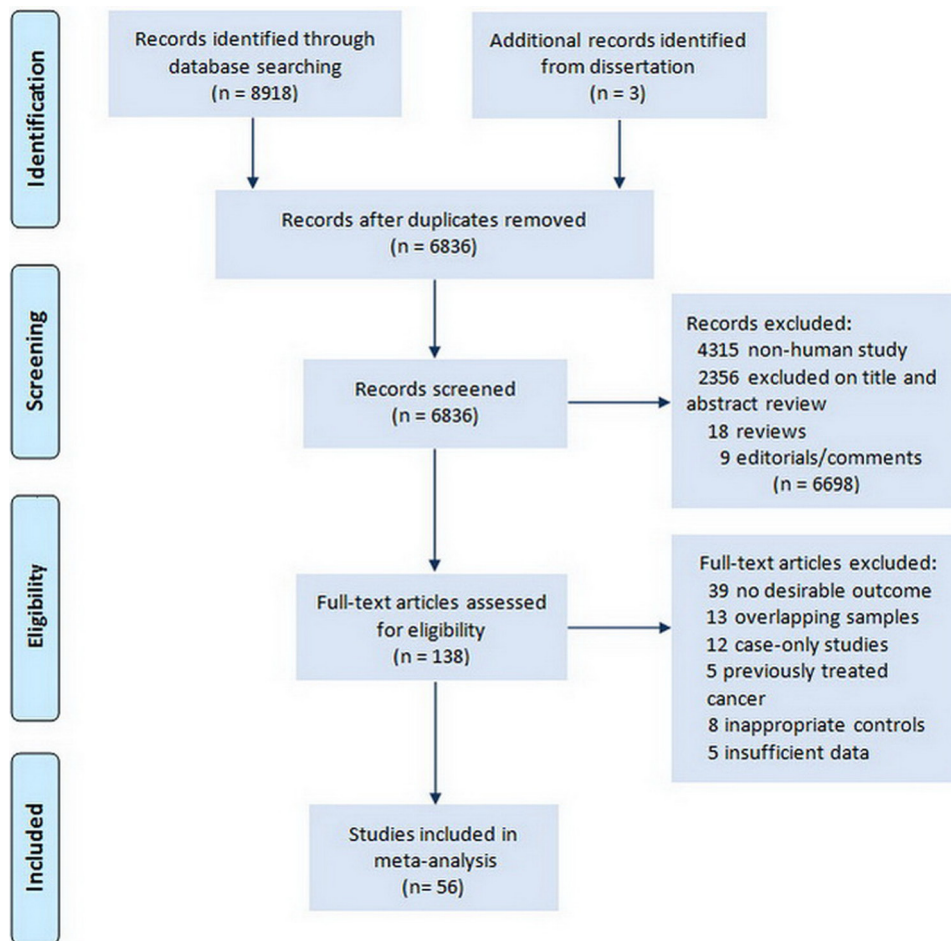 Identification
Records identified through
database searching
(n = 8918)
Additional records identified
from dissertation
(n = 3)
Records after duplicates removed
(n = 6836)
Screening
Records screened
(n = 6836)
Records excluded:
4315 non-human study
2356 excluded on title and
abstract review
18 reviews
9 editorials/comments
(n = 6698)
Eligibility
Full-text articles assessed
for eligibility
(n = 138)
Full-text articles excluded:
39 no desirable outcome
13 overlapping samples
12 case-only studies
5 previously treated
cancer
8 inappropriate controls
5 insufficient data
Included
Studies included in
meta-analysis
(n= 56)